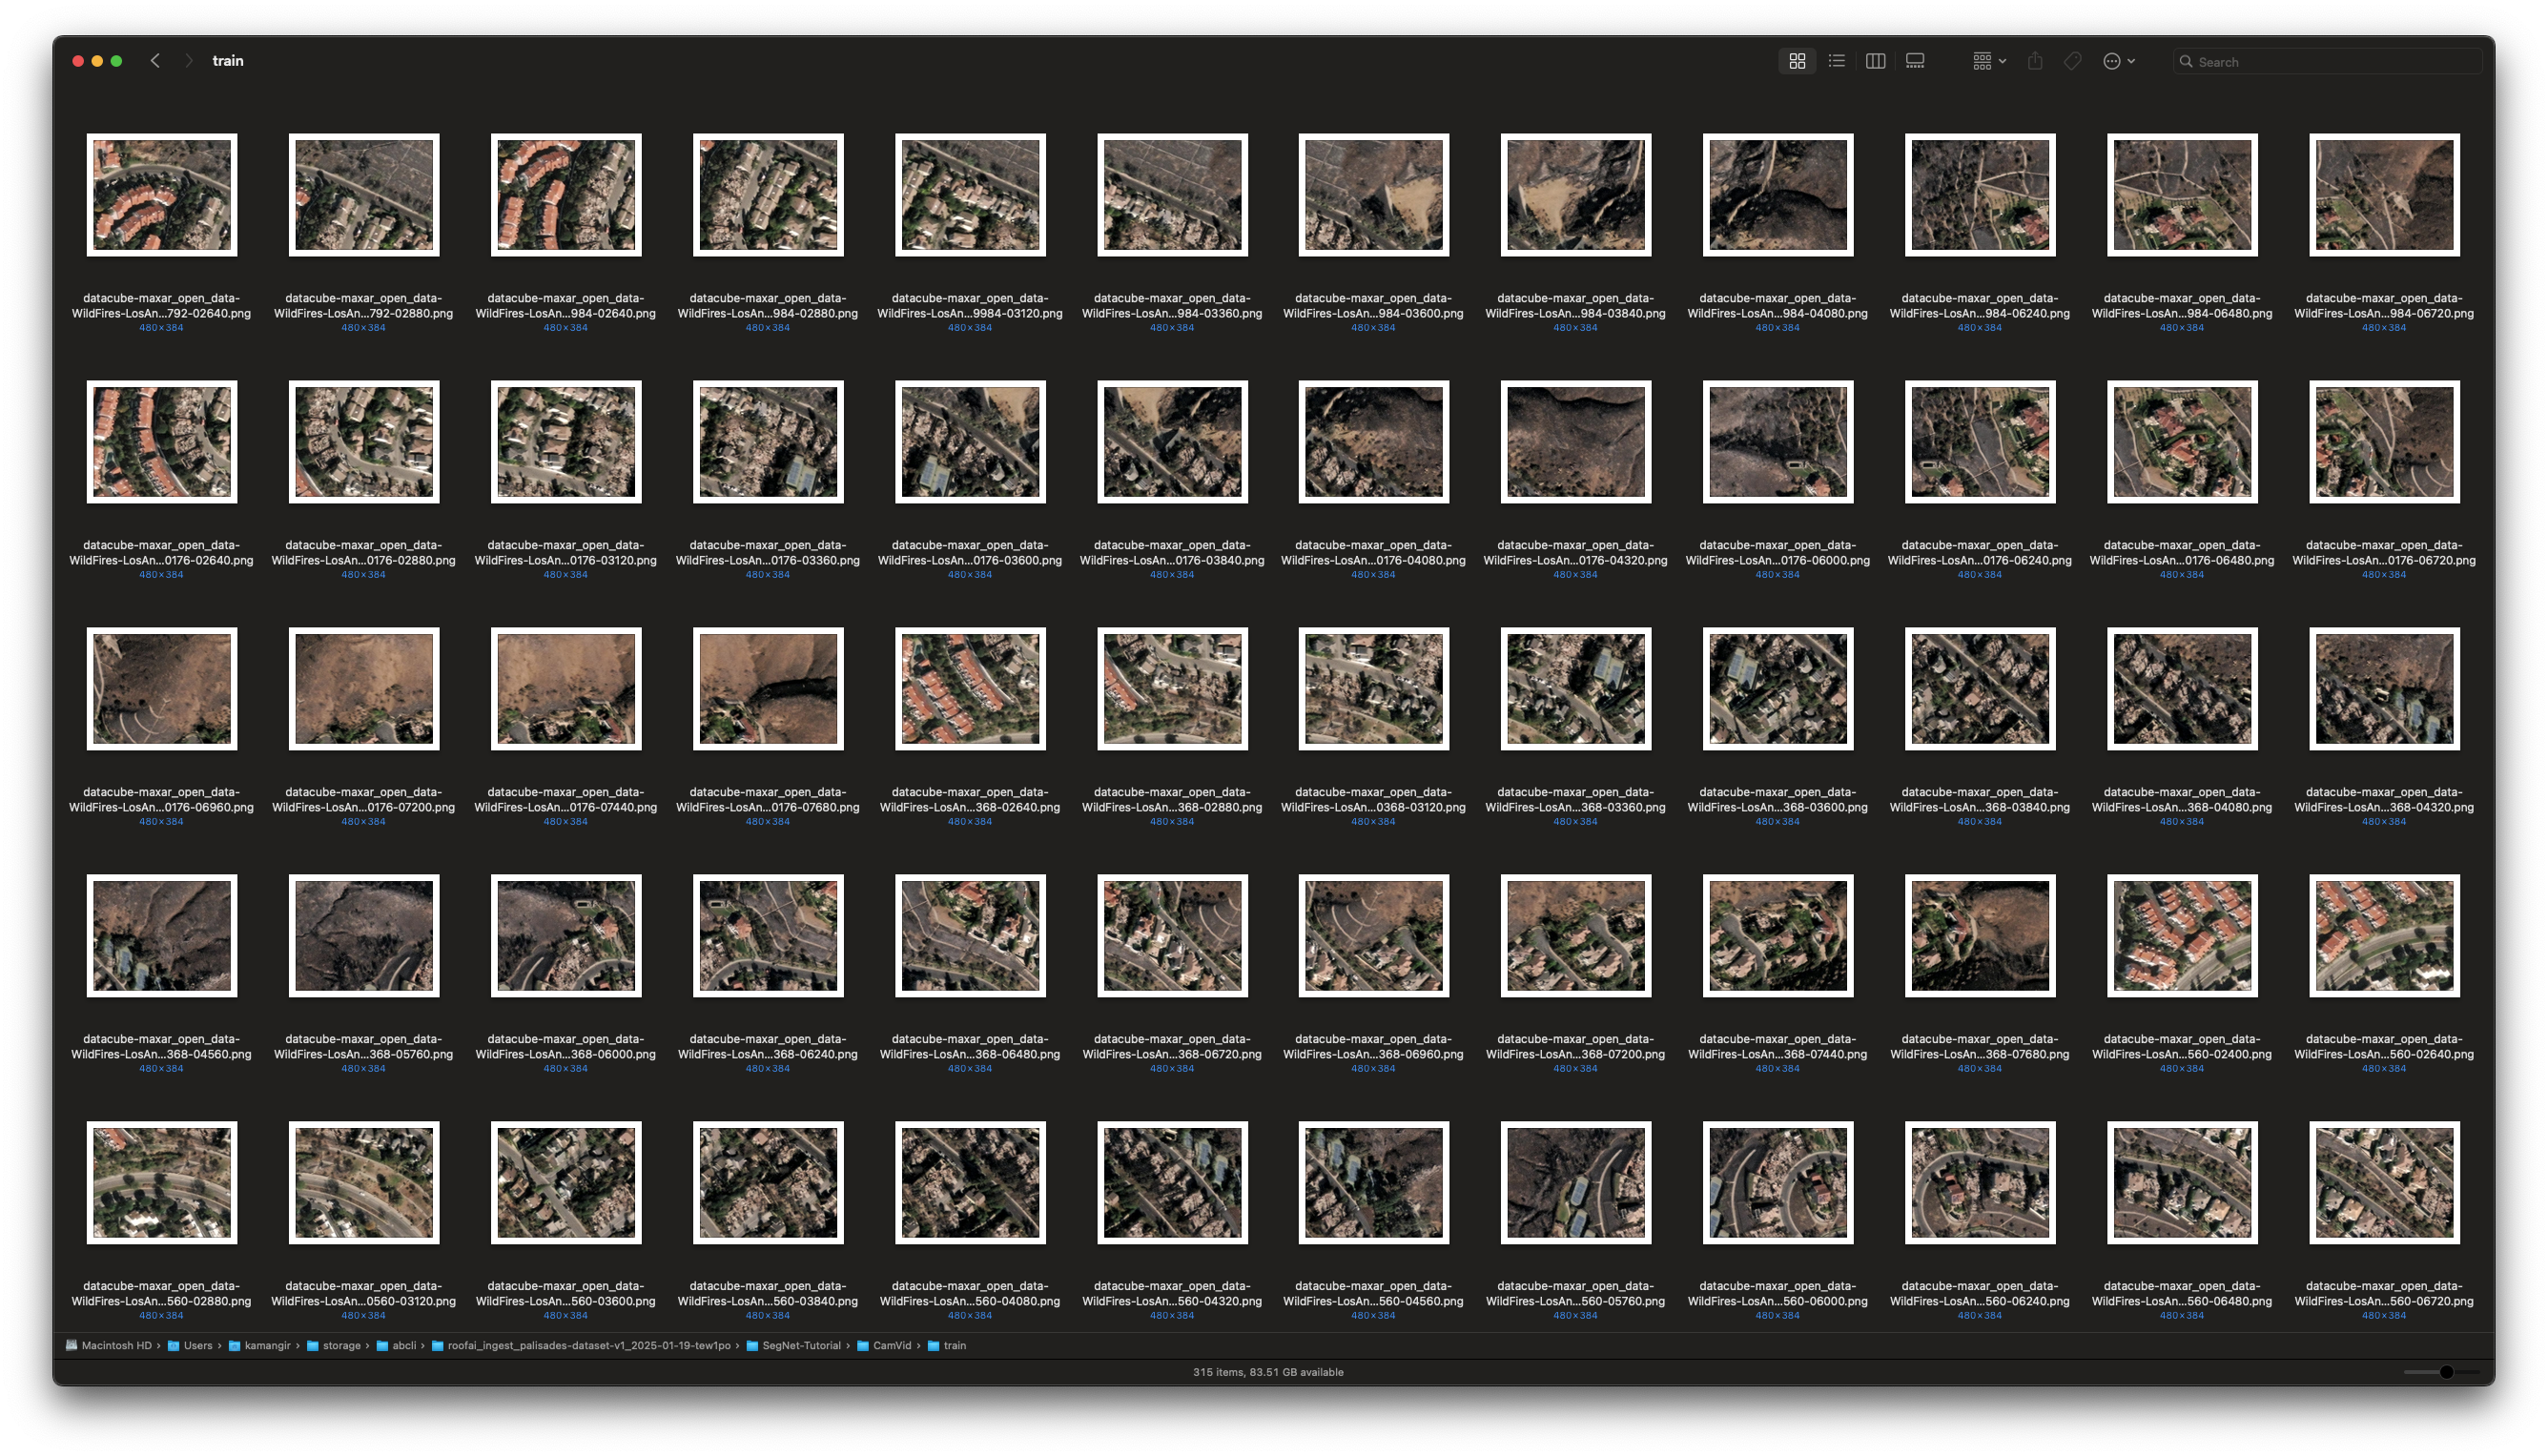 train
Search
datacube-maxar_open_data-
WildFires-LosAn...792-02640.png
480×384
datacube-maxar_open_data-
WildFires-LosAn...792-02880.png
480×384
datacube-maxar_open_data-
WildFires-LosAn...984-02640.png
480×384
datacube-maxar_open_data-
WildFires-LosAn...984-02880.png
480×384
datacube-maxar_open_data-
WildFires-LosAn...9984-03120.png
480×384
datacube-maxar_open_data-
WildFires-LosAn...984-03360.png
480×384
datacube-maxar_open_data-
WildFires-LosAn...984-03600.png
480×384
datacube-maxar_open_data-
WildFires-LosAn...984-03840.png
480×384
datacube-maxar_open_data-
WildFires-LosAn...984-04080.png
480×384
datacube-maxar_open_data-
WildFires-LosAn...984-06240.png
480×384
datacube-maxar_open_data-
WildFires-LosAn...984-06480.png
480×384
datacube-maxar_open_data-
WildFires-LosAn...984-06720.png
480×384
datacube-maxar_open_data-
WildFires-LosAn...0176-02640.png
480×384
datacube-maxar_open_data-
WildFires-LosAn...0176-02880.png
480×384
datacube-maxar_open_data-
WildFires-LosAn...0176-03120.png
480×384
datacube-maxar_open_data-
WildFires-LosAn...0176-03360.png
480×384
datacube-maxar_open_data-
WildFires-LosAn...0176-03600.png
480×384
datacube-maxar_open_data-
WildFires-LosAn...0176-03840.png
480×384
datacube-maxar_open_data-
WildFires-LosAn...0176-04080.png
480×384
datacube-maxar_open_data-
WildFires-LosAn...0176-04320.png
480×384
datacube-maxar_open_data-
WildFires-LosAn...0176-06000.png
480×384
datacube-maxar_open_data-
WildFires-LosAn...0176-06240.png
480×384
datacube-maxar_open_data-
WildFires-LosAn...0176-06480.png
480×384
datacube-maxar_open_data-
WildFires-LosAn...0176-06720.png
480×384
datacube-maxar_open_data-
WildFires-LosAn...0176-06960.png
480×384
datacube-maxar_open_data-
WildFires-LosAn...0176-07200.png
480×384
datacube-maxar_open_data-
WildFires-LosAn...0176-07440.png
480×384
datacube-maxar_open_data-
WildFires-LosAn...0176-07680.png
480×384
datacube-maxar_open_data-
WildFires-LosAn...368-02640.png
480×384
datacube-maxar_open_data-
WildFires-LosAn...368-02880.png
480×384
datacube-maxar_open_data-
WildFires-LosAn...0368-03120.png
480×384
datacube-maxar_open_data-
WildFires-LosAn...368-03360.png
480×384
datacube-maxar_open_data-
WildFires-LosAn...368-03600.png
480×384
datacube-maxar_open_data-
WildFires-LosAn...368-03840.png
480×384
datacube-maxar_open_data-
WildFires-LosAn...368-04080.png
480×384
datacube-maxar_open_data-
WildFires-LosAn...368-04320.png
480×384
datacube-maxar_open_data-
WildFires-LosAn...368-04560.png
480×384
datacube-maxar_open_data-
WildFires-LosAn...368-05760.png
480×384
datacube-maxar_open_data-
WildFires-LosAn...368-06000.png
480×384
datacube-maxar_open_data-
WildFires-LosAn...368-06240.png
480×384
datacube-maxar_open_data-
WildFires-LosAn...368-06480.png
480×384
datacube-maxar_open_data-
WildFires-LosAn...368-06720.png
480×384
datacube-maxar_open_data-
WildFires-LosAn...368-06960.png
480×384
datacube-maxar_open_data-
WildFires-LosAn...368-07200.png
480×384
datacube-maxar_open_data-
WildFires-LosAn...368-07440.png
480×384
datacube-maxar_open_data-
WildFires-LosAn...368-07680.png
480×384
datacube-maxar_open_data-
WildFires-LosAn...560-02400.png
480×384
datacube-maxar_open_data-
WildFires-LosAn...560-02640.png
480×384
datacube-maxar_open_data-
WildFires-LosAn...560-02880.png
480×384
datacube-maxar_open_data-
WildFires-LosAn...0560-03120.png
480×384
datacube-maxar_open_data-
WildFires-LosAn...560-03600.png
480×384
datacube-maxar_open_data-
WildFires-LosAn...560-03840.png
480×384
datacube-maxar_open_data-
WildFires-LosAn...560-04080.png
480×384
datacube-maxar_open_data-
WildFires-LosAn...560-04320.png
480×384
datacube-maxar_open_data-
WildFires-LosAn...560-04560.png
480×384
datacube-maxar_open_data-
WildFires-LosAn...560-05760.png
480×384
datacube-maxar_open_data-
WildFires-LosAn...560-06000.png
480×384
datacube-maxar_open_data-
WildFires-LosAn...560-06240.png
480×384
datacube-maxar_open_data-
WildFires-LosAn...560-06480.png
480×384
datacube-maxar_open_data-
WildFires-LosAn...560-06720.png
480×384
Macintosh HD › Users › kamangir › storage › abcli › roofai_ingest_palisades-dataset-v1_2025-01-19-tew1po › SegNet-Tutorial › CamVid › train
315 items, 83.51 GB available